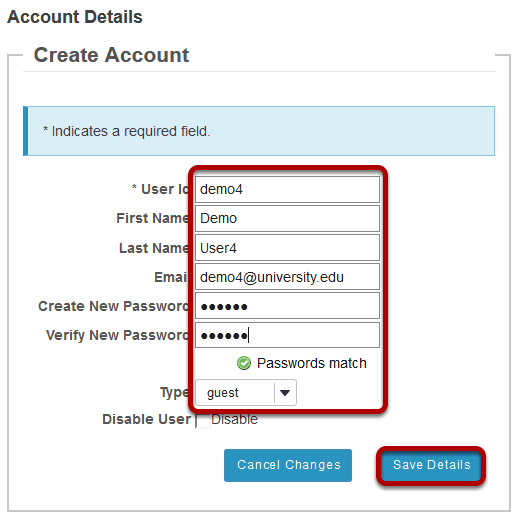 Account Details
Create Account
* Indicates a required field.
* User Id demo4
First Name Demo
Last Name User4
Email demo4@university.edu
Create New Password ●●●●●●
Verify New Password ●●●●●●
Passwords match
Type guest
Disable User Disable
Cancel Changes Save Details